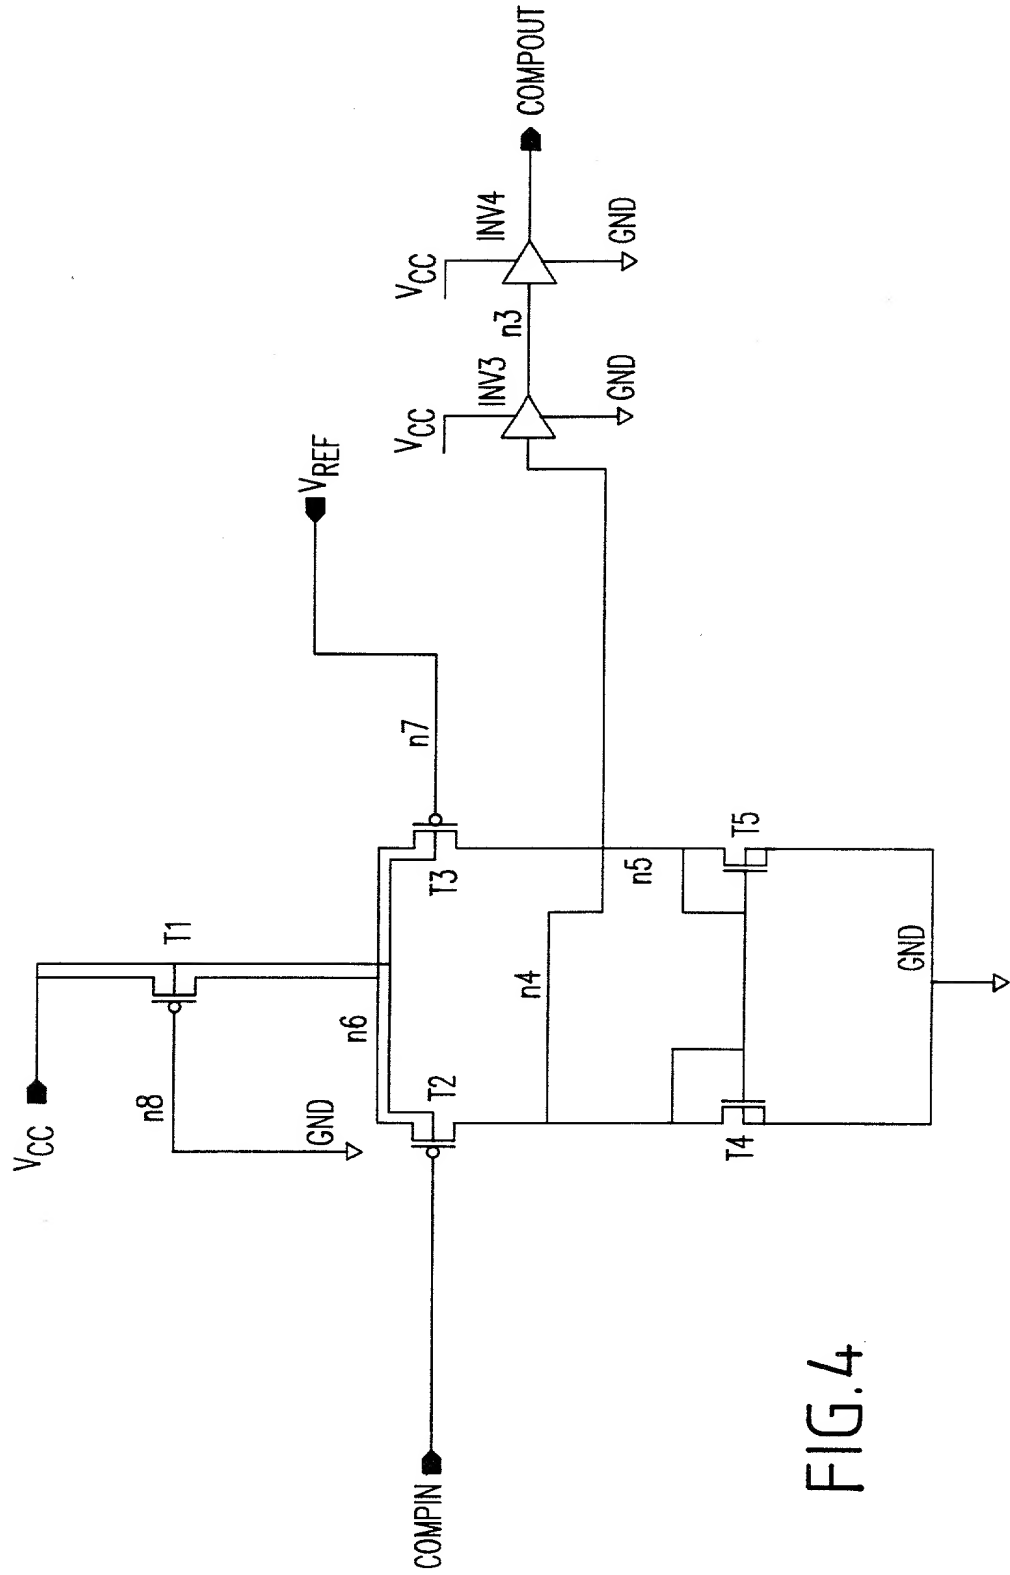 VCC
n8
T1
GND
n6
COMPIN
T2
T3
n7
VREF
n4
n5
T4
T5
GND
VCC
INV3
GND
n3
VCC
INV4
GND
COMPOUT
FIG.4